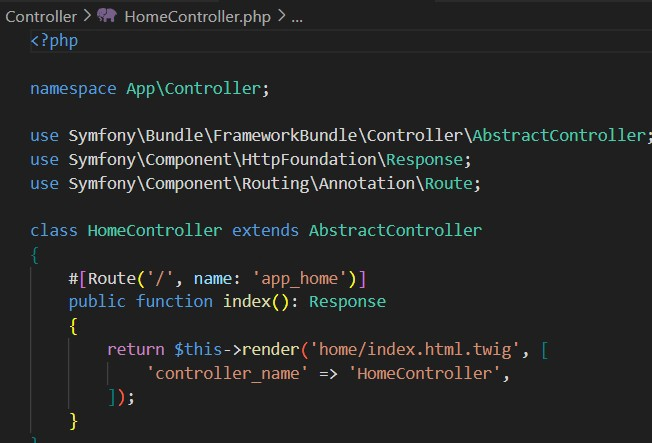 Controller > HomeController.php > ...
<?php
namespace App\Controller;
use Symfony\Bundle\FrameworkBundle\Controller\AbstractController;
use Symfony\Component\HttpFoundation\Response;
use Symfony\Component\Routing\Annotation\Route;
class HomeController extends AbstractController
{
    #[Route('/', name: 'app_home')]
    public function index(): Response
    {
        return $this->render('home/index.html.twig', [
            'controller_name' => 'HomeController',
        ]);
    }
}